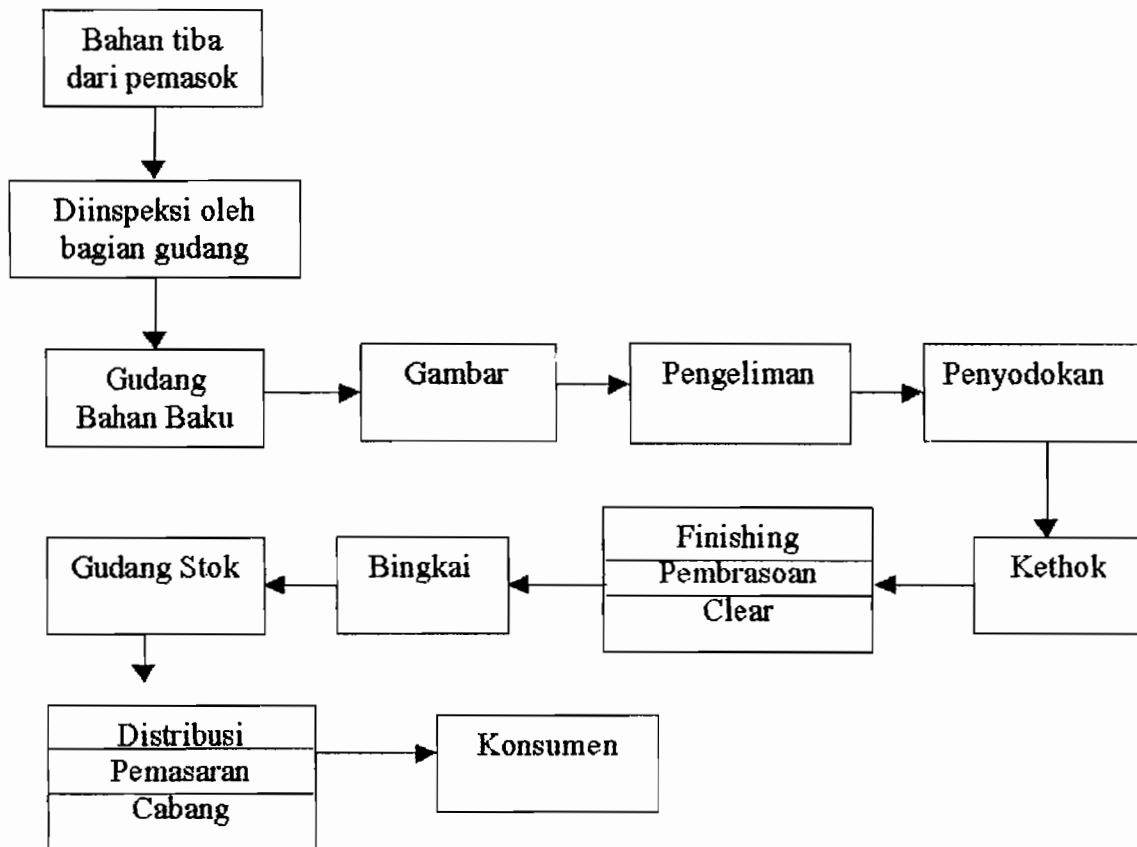 Bahan tiba
dari pemasok
Diinspeksi oleh
bagian gudang
Gudang
Bahan Baku
Gambar
Pengeliman
Penyodokan
Kethok
Finishing
Pembrasoan
Clear
Bingkai
Gudang Stok
Distribusi
Pemasaran
Cabang
Konsumen